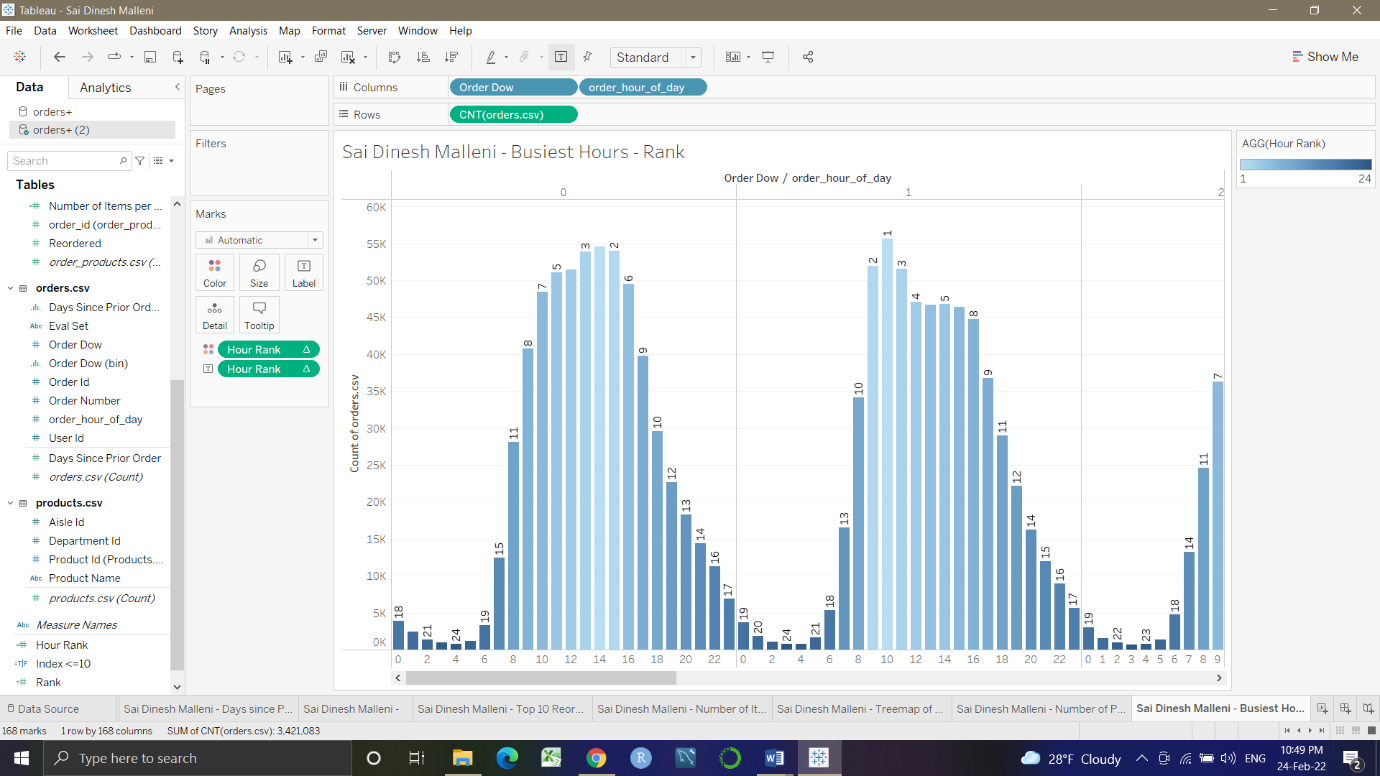 Tableau - Sai Dinesh Malleni
File Data Worksheet Dashboard Story Analysis Map Format Server Window Help
Standard
Show Me
Data Analytics
orders+
orders+ (2)
Search
Tables
Number of Items per ...
order_id (order_prod...
Reordered
order_products.csv (...
orders.csv
Days Since Prior Ord...
Abc Eval Set
Order Dow
Order Dow (bin)
Order Id
Order Number
order_hour_of_day
User Id
Days Since Prior Order
orders.csv (Count)
products.csv
Aisle Id
Department Id
Product Id (Products....
Abc Product Name
products.csv (Count)
Abc Measure Names
Hour Rank
Index <=10
Rank
Pages
Filters
Marks
Automatic
Color Size Label
Detail Tooltip
Hour Rank Δ
Hour Rank Δ
Columns Order Dow order_hour_of_day
Rows CNT(orders.csv)
Sai Dinesh Malleni - Busiest Hours - Rank
Order Dow / order_hour_of_day
0 1 2
Count of orders.csv
60K
55K
50K
45K
40K
35K
30K
25K
20K
15K
10K
5K
0K
18 21 24 19 15 11 8 7 5 3 2 6 9 10 12 13 14 16 17
19 20 24 21 18 13 10 2 1 3 4 5 8 9 11 12 14 15 16 17
19 22 23 18 14 11 7
0 2 4 6 8 10 12 14 16 18 20 22 0 2 4 6 8 10 12 14 16 18 20 22 0 1 2 3 4 5 6 7 8 9
AGG(Hour Rank)
1 24
Data Source
Sai Dinesh Malleni - Days since P...
Sai Dinesh Malleni -
Sai Dinesh Malleni - Top 10 Reor...
Sai Dinesh Malleni - Number of It...
Sai Dinesh Malleni - Treemap of ...
Sai Dinesh Malleni - Number of P...
Sai Dinesh Malleni - Busiest Ho...
168 marks 1 row by 168 columns SUM of CNT(orders.csv): 3,421,083
Type here to search
28°F Cloudy
ENG
10:49 PM
24-Feb-22
2